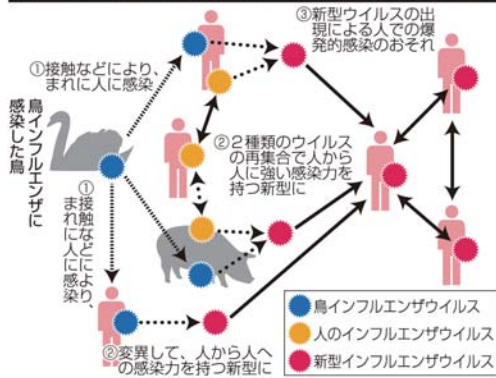 ③新型ウイルスの出
現による人での爆
発的感染のおそれ
①接触などにより、
まれに人に感染
鳥インフルエンザに
感染した鳥
②２種類のウイルス
の再集合で人から
人に強い感染力を
持つ新型に
①接触などにより、
まれに人に感染
②変異して、人から人へ
の感染力を持つ新型に
鳥インフルエンザウイルス
人のインフルエンザウイルス
新型インフルエンザウイルス